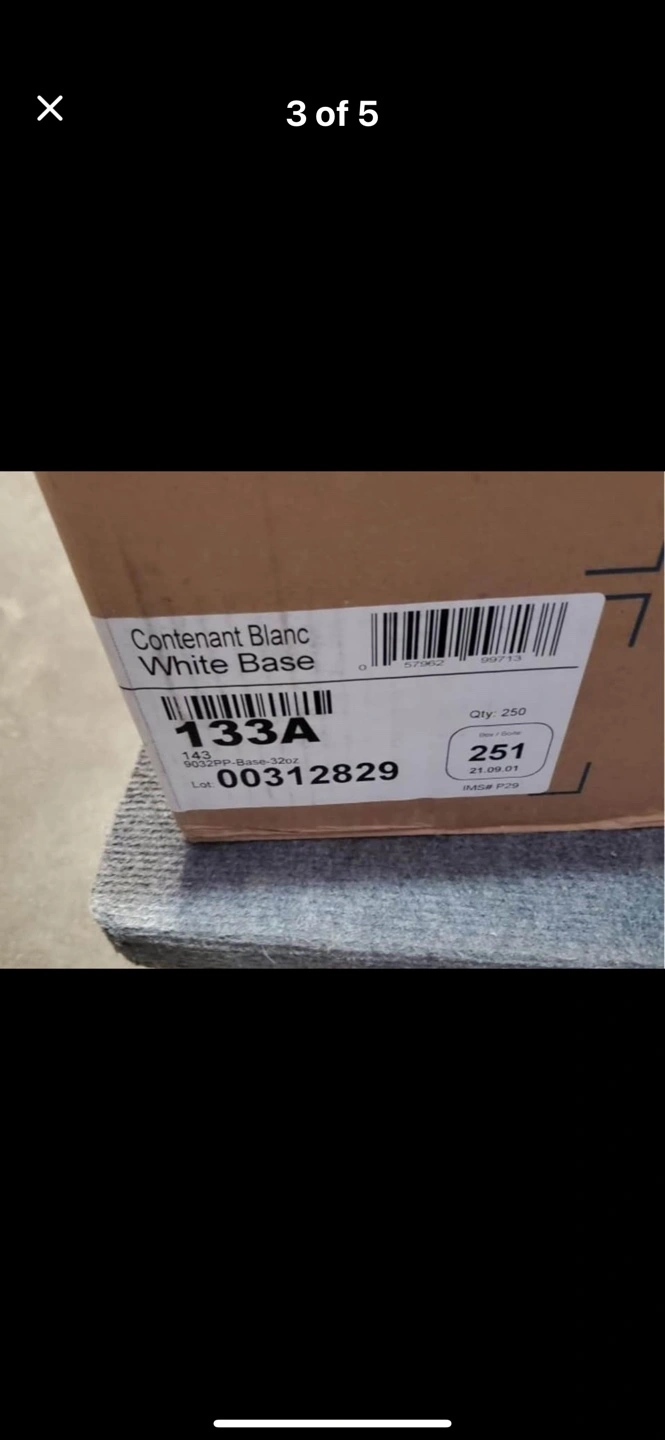 3 of 5
Contenant Blanc
White Base
0 57962 99713
133A
143
9032PP-Base-32oz
Lot: 00312829
Qty: 250
251
21.09.01
IMS# P29